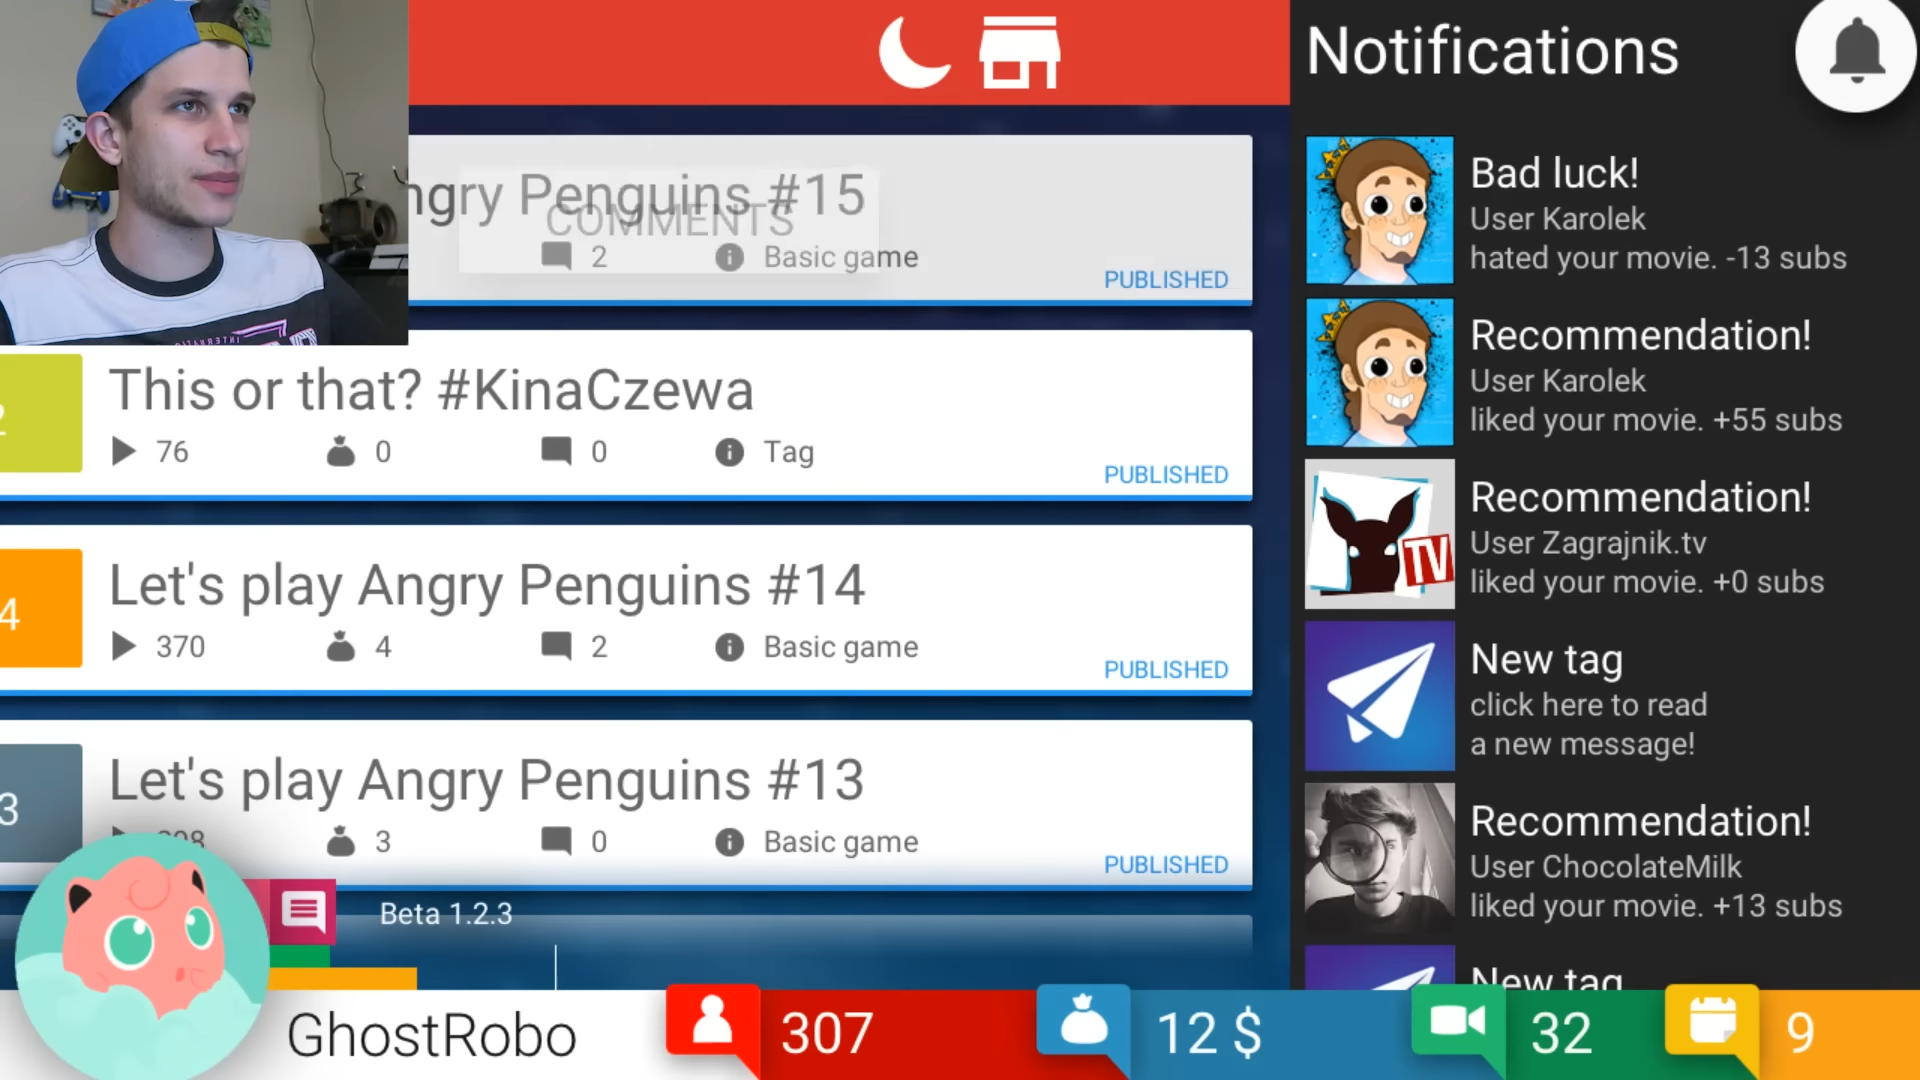 Notifications
ngry Penguins #15
COMMENTS
2 Basic game
PUBLISHED
This or that? #KinaCzewa
76 0 0 Tag
PUBLISHED
4
Let's play Angry Penguins #14
370 4 2 Basic game
PUBLISHED
3
Let's play Angry Penguins #13
3 0 Basic game
PUBLISHED
Beta 1.2.3
Bad luck!
User Karolek
hated your movie. -13 subs
Recommendation!
User Karolek
liked your movie. +55 subs
TV
Recommendation!
User Zagrajnik.tv
liked your movie. +0 subs
New tag
click here to read
a new message!
Recommendation!
User ChocolateMilk
liked your movie. +13 subs
New tag
GhostRobo
307
12 $
32
9